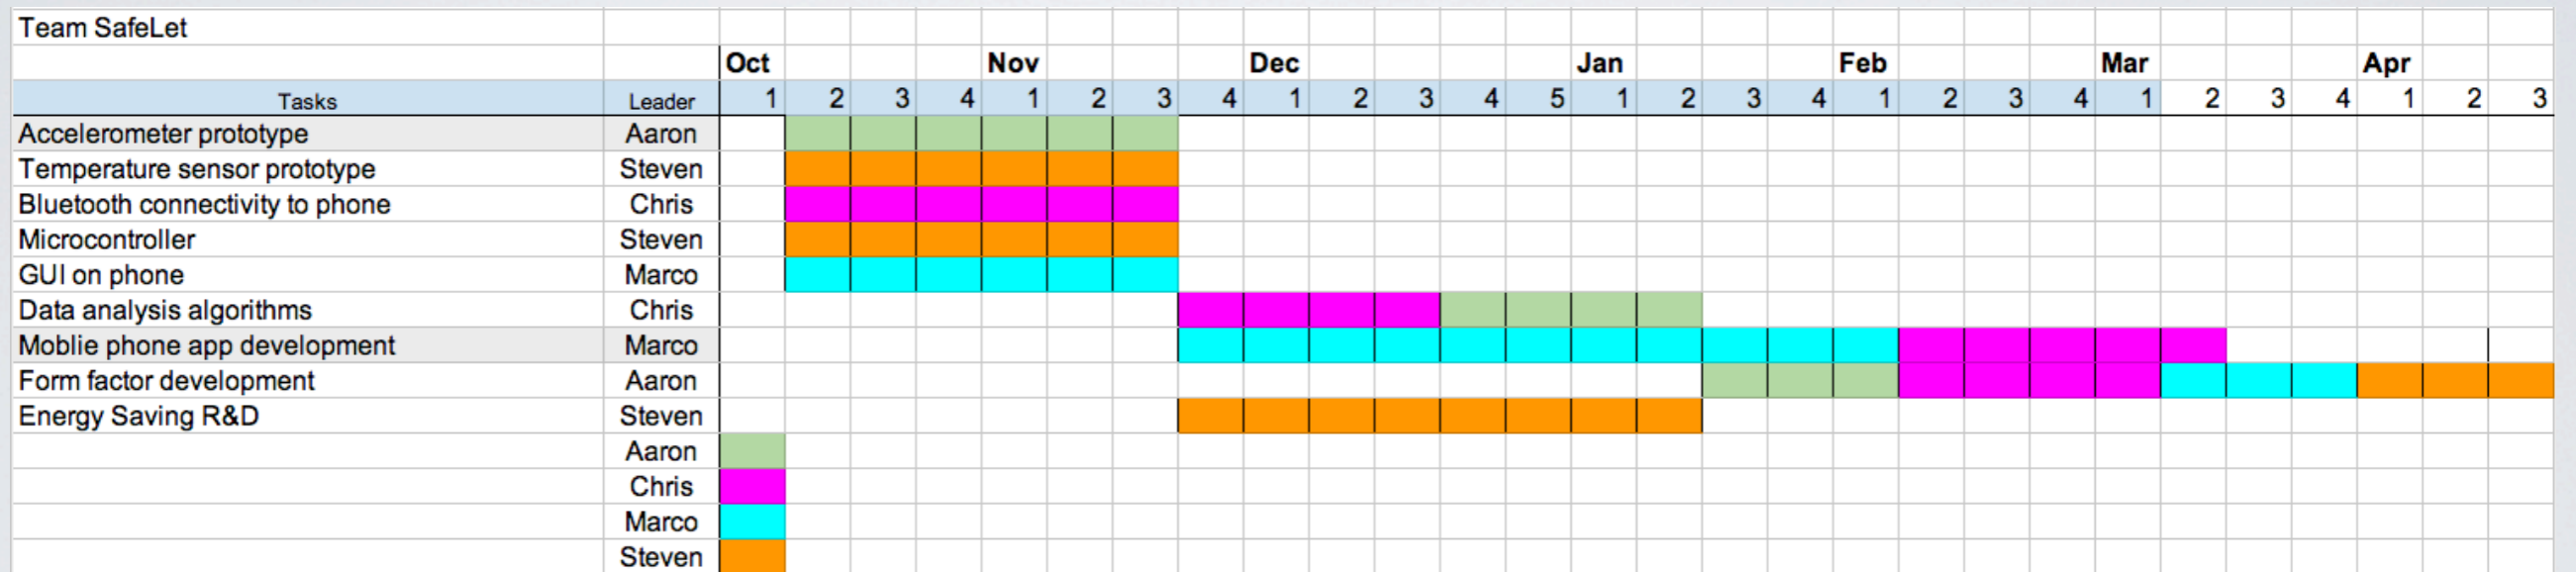 Team SafeLet
Oct Nov Dec Jan Feb Mar Apr
Tasks Leader 1 2 3 4 1 2 3 4 1 2 3 4 5 1 2 3 4 1 2 3 4 1 2 3 4 1 2 3
Accelerometer prototype Aaron
Temperature sensor prototype Steven
Bluetooth connectivity to phone Chris
Microcontroller Steven
GUI on phone Marco
Data analysis algorithms Chris
Moblie phone app development Marco
Form factor development Aaron
Energy Saving R&D Steven
Aaron
Chris
Marco
Steven